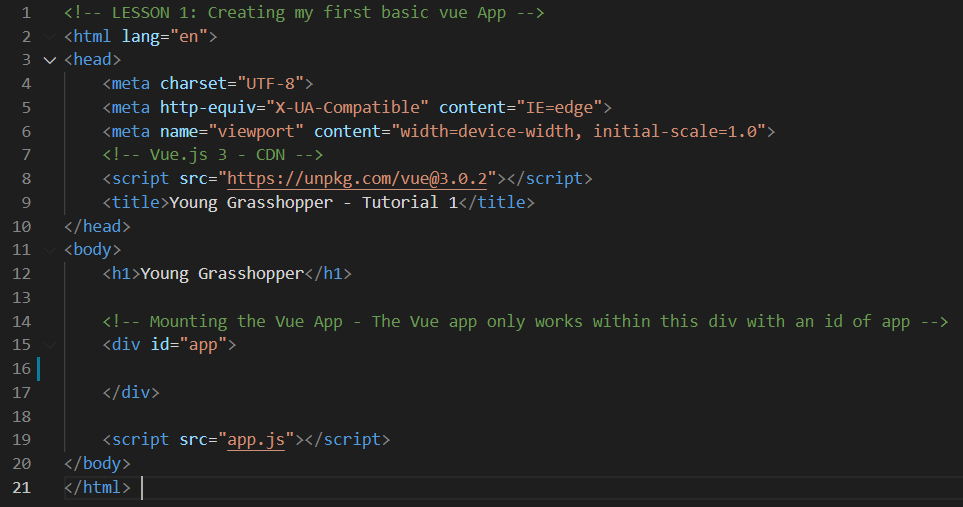 1 <!-- LESSON 1: Creating my first basic vue App -->
2 <html lang="en">
3 <head>
4 <meta charset="UTF-8">
5 <meta http-equiv="X-UA-Compatible" content="IE=edge">
6 <meta name="viewport" content="width=device-width, initial-scale=1.0">
7 <!-- Vue.js 3 - CDN -->
8 <script src="https://unpkg.com/vue@3.0.2"></script>
9 <title>Young Grasshopper - Tutorial 1</title>
10 </head>
11 <body>
12 <h1>Young Grasshopper</h1>
13
14 <!-- Mounting the Vue App - The Vue app only works within this div with an id of app -->
15 <div id="app">
16
17 </div>
18
19 <script src="app.js"></script>
20 </body>
21 </html>